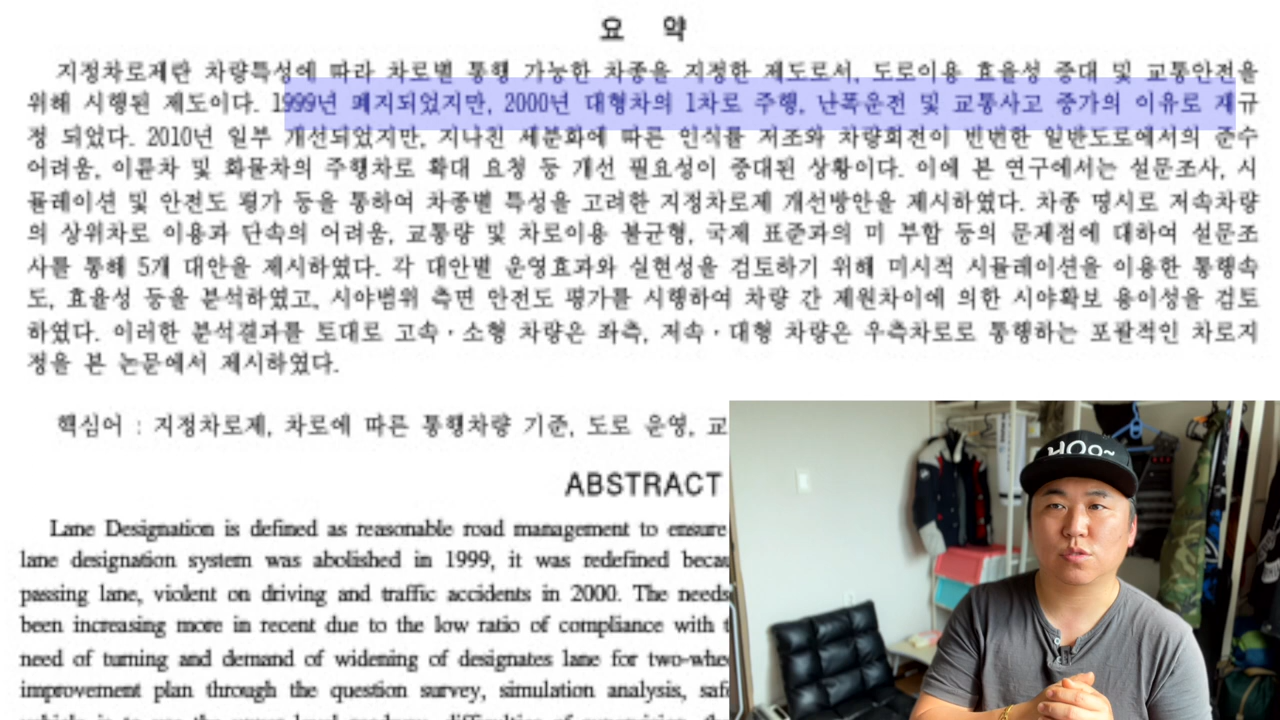 요 약
지정차로제란 차량특성에 따라 차로별 통행 가능한 차종을 지정한 제도로서, 도로이용 효율성 증대 및 교통안전을
위해 시행된 제도이다. 1999년 폐지되었지만, 2000년 대형차의 1차로 주행, 난폭운전 및 교통사고 증가의 이유로 재규
정 되었다. 2010년 일부 개선되었지만, 지나친 세분화에 따른 인식률 저조와 차량회전이 빈번한 일반도로에서의 준수
어려움, 이륜차 및 화물차의 주행차로 확대 요청 등 개선 필요성이 증대된 상황이다. 이에 본 연구에서는 설문조사, 시
뮬레이션 및 안전도 평가 등을 통하여 차종별 특성을 고려한 지정차로제 개선방안을 제시하였다. 차종 명시로 저속차량
의 상위차로 이용과 단속의 어려움, 교통량 및 차로이용 불균형, 국제 표준과의 미 부합 등의 문제점에 대하여 설문조
사를 통해 5개 대안을 제시하였다. 각 대안별 운영효과와 실현성을 검토하기 위해 미시적 시뮬레이션을 이용한 통행속
도, 효율성 등을 분석하였고, 시야범위 측면 안전도 평가를 시행하여 차량 간 제원차이에 의한 시야확보 용이성을 검토
하였다. 이러한 분석결과를 토대로 고속·소형 차량은 좌측, 저속·대형 차량은 우측차로로 통행하는 포괄적인 차로지
정을 본 논문에서 제시하였다.
핵심어 : 지정차로제, 차로에 따른 통행차량 기준, 도로 운영, 교
ABSTRACT
Lane Designation is defined as reasonable road management to ensure
lane designation system was abolished in 1999, it was redefined becau
passing lane, violent on driving and traffic accidents in 2000. The needs
been increasing more in recent due to the low ratio of compliance with t
need of turning and demand of widening of designates lane for two-whee
improvement plan through the question survey, simulation analysis, safe
vehicle is to use the upper level roadway, difficulties of supervision, the
HOo~